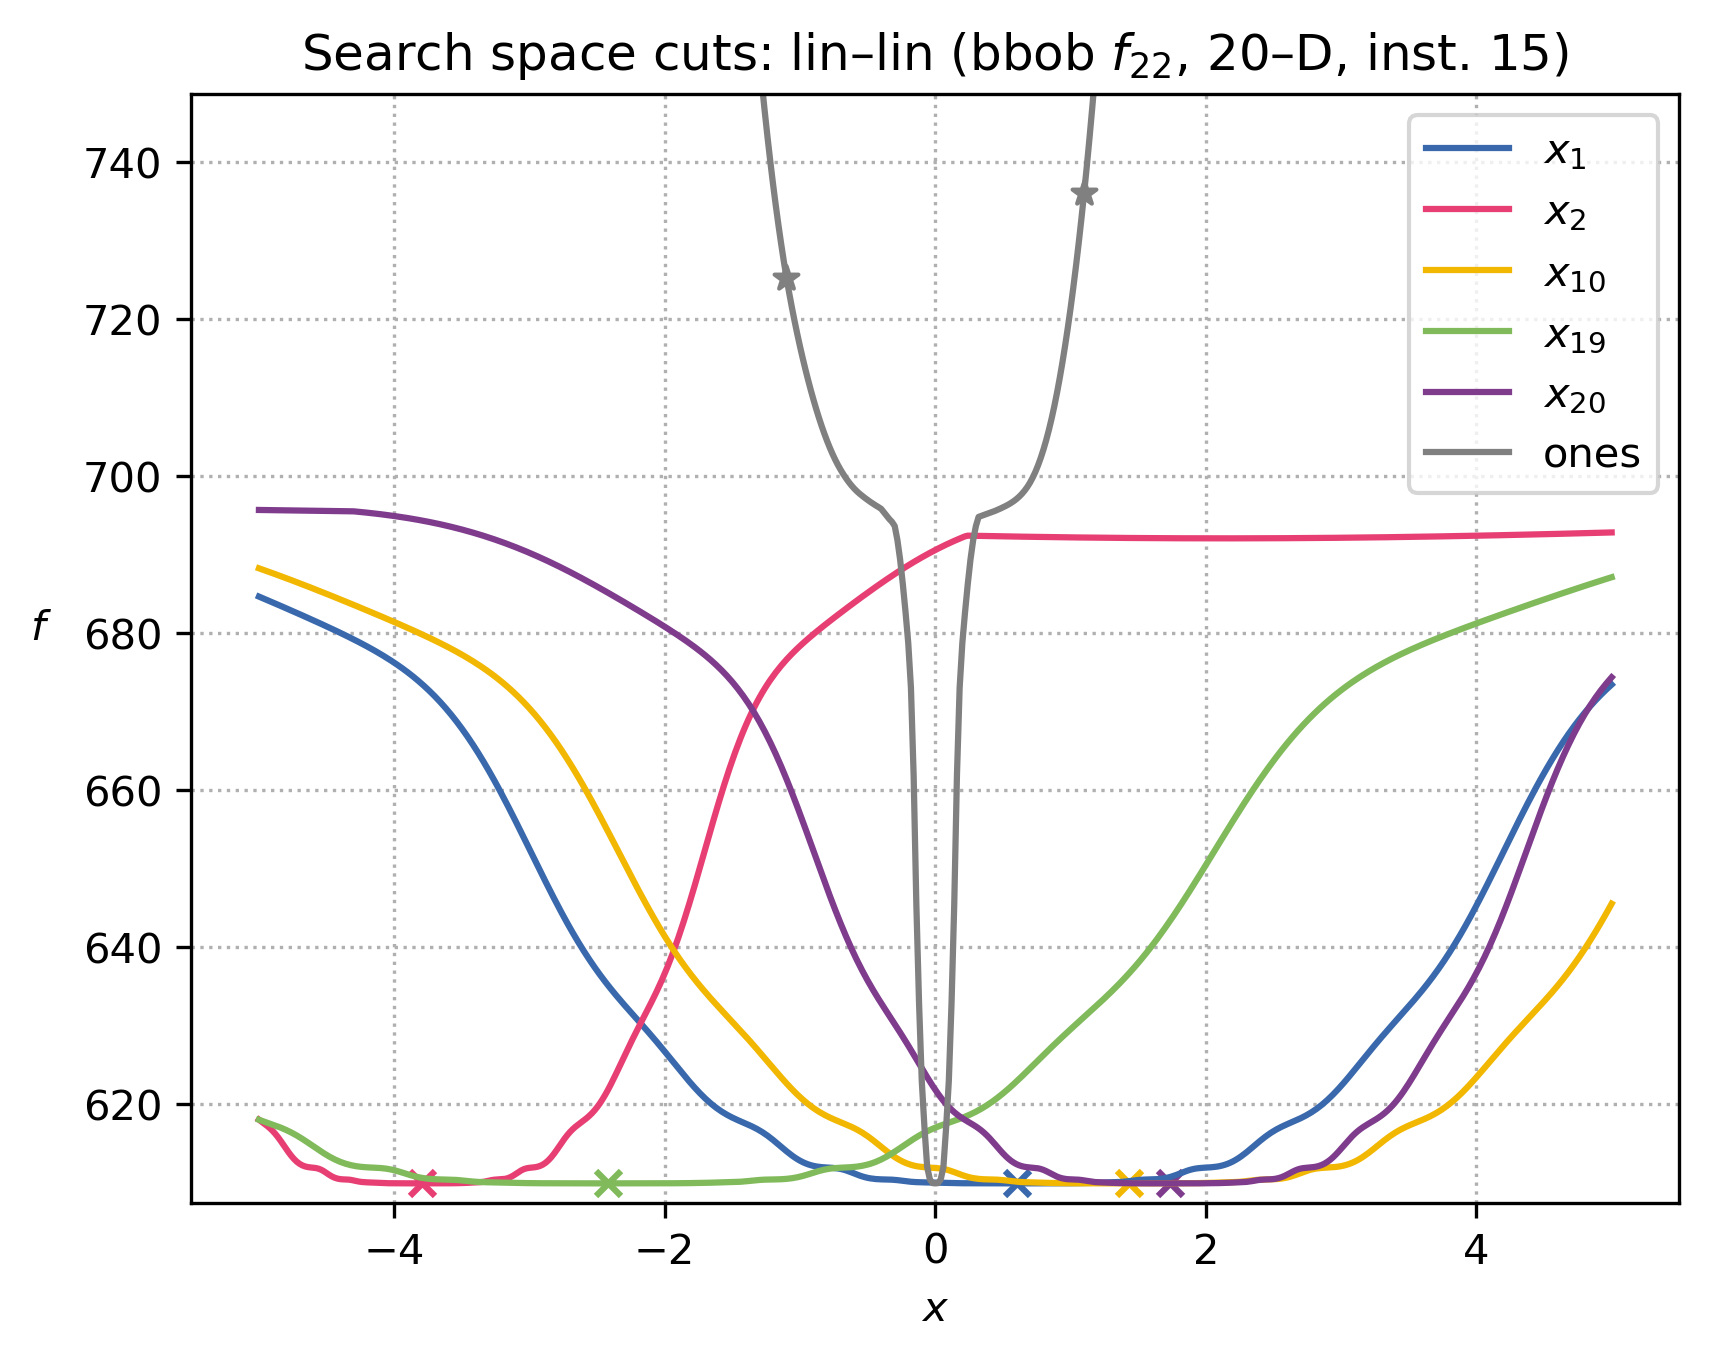 Search space cuts: lin–lin (bbob f22, 20–D, inst. 15)
740
720
700
680
660
640
620
f
−4
−2
0
2
4
x
x1
x2
x10
x19
x20
ones